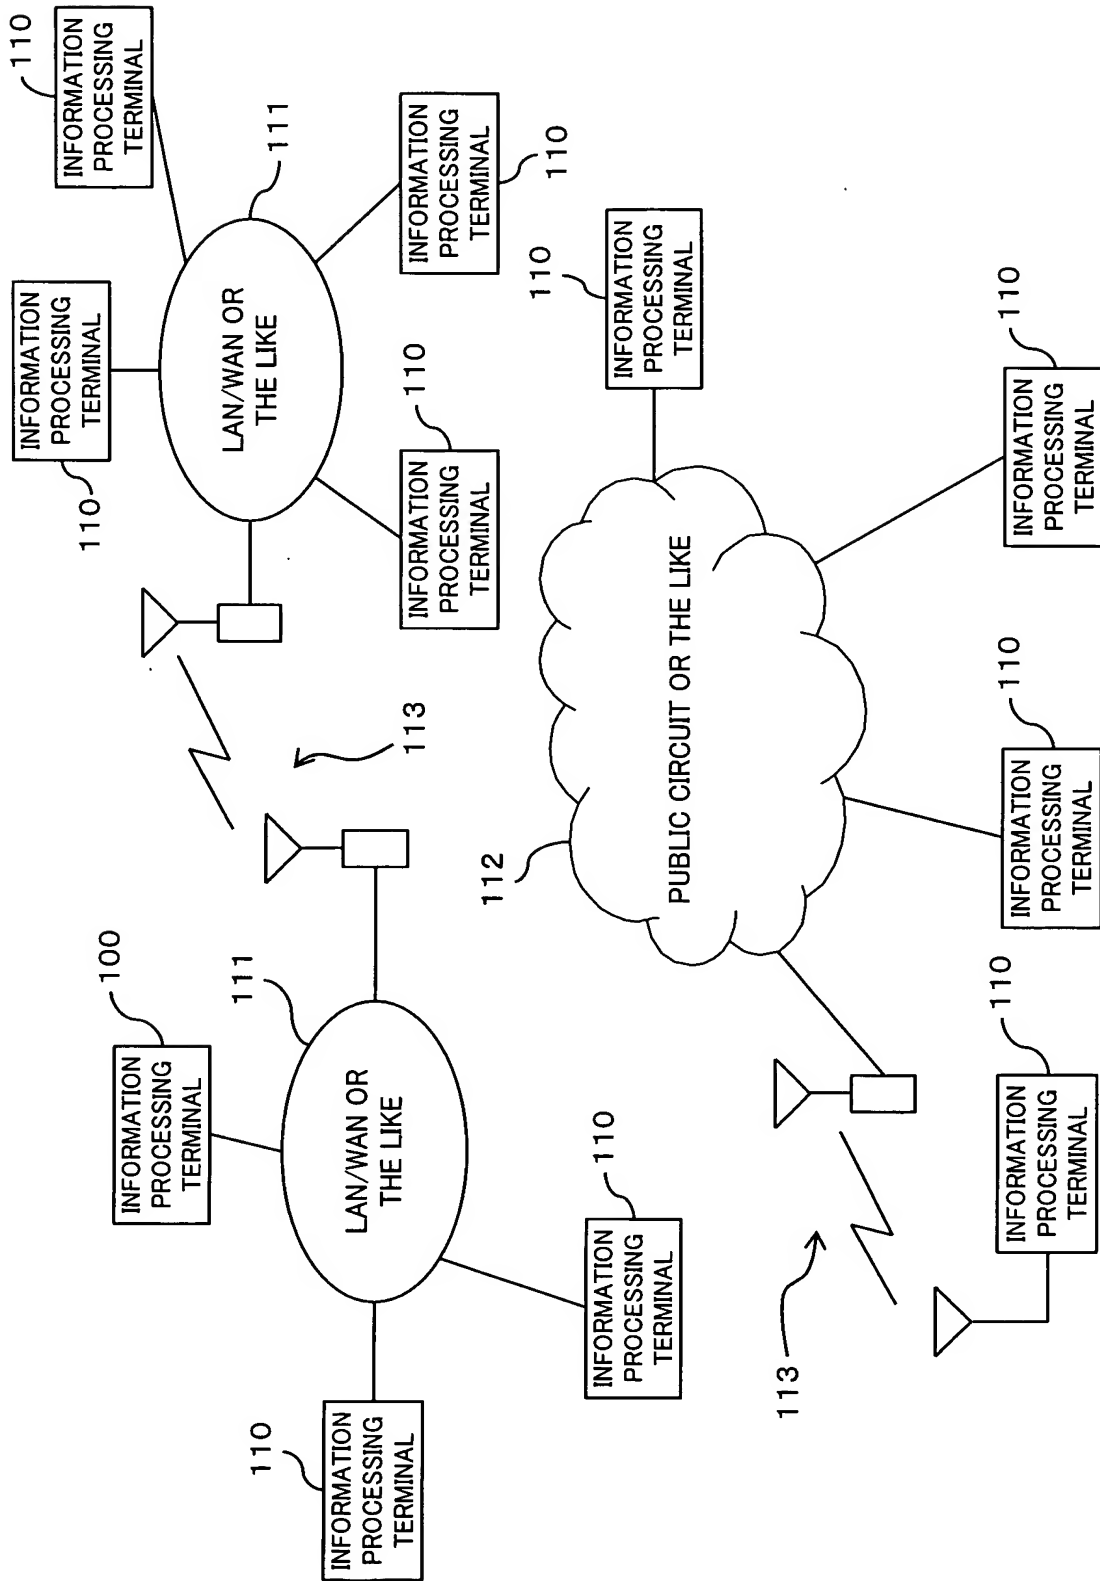 110
INFORMATION
PROCESSING
TERMINAL
100
INFORMATION
PROCESSING
TERMINAL
111
LAN/WAN OR
THE LIKE
110
INFORMATION
PROCESSING
TERMINAL
113
110
INFORMATION
PROCESSING
TERMINAL
110
INFORMATION
PROCESSING
TERMINAL
111
LAN/WAN OR
THE LIKE
110
INFORMATION
PROCESSING
TERMINAL
110
INFORMATION
PROCESSING
TERMINAL
112
PUBLIC CIRCUIT OR THE LIKE
110
INFORMATION
PROCESSING
TERMINAL
113
110
INFORMATION
PROCESSING
TERMINAL
110
INFORMATION
PROCESSING
TERMINAL
110
INFORMATION
PROCESSING
TERMINAL